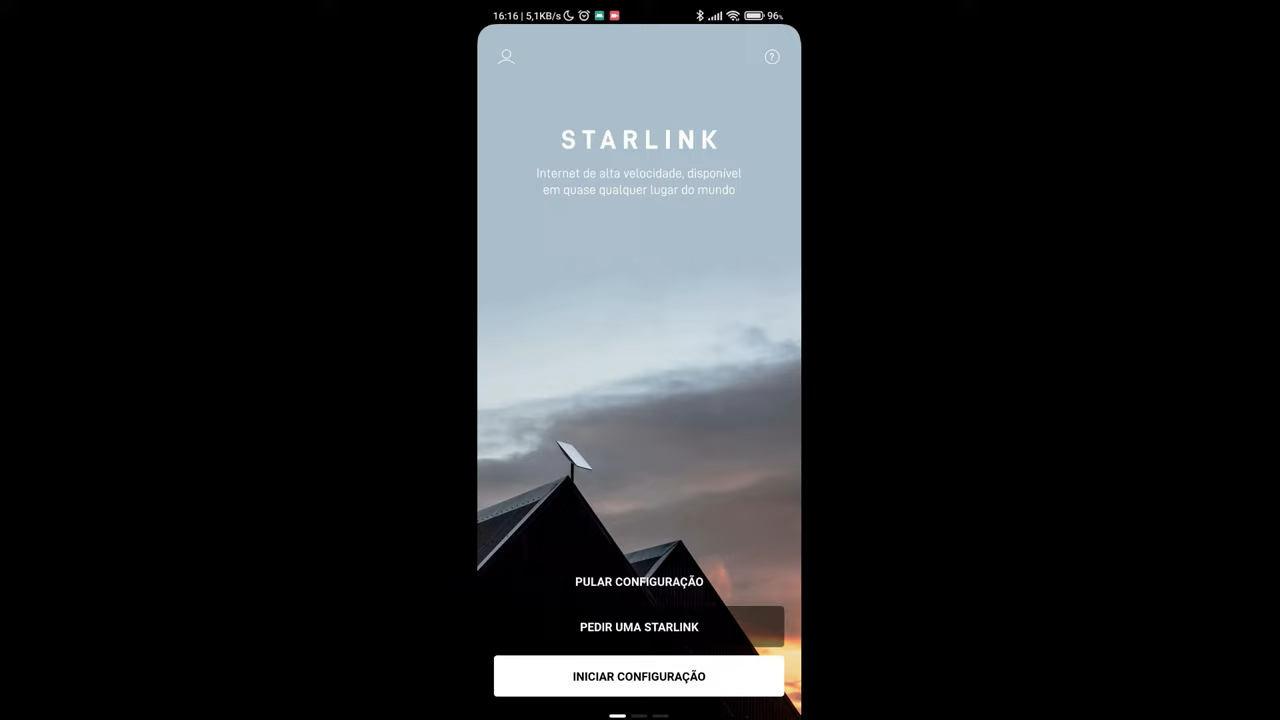 16:16 | 5,1KB/s 96%
STARLINK
Internet de alta velocidade, disponível
em quase qualquer lugar do mundo
PULAR CONFIGURAÇÃO
PEDIR UMA STARLINK
INICIAR CONFIGURAÇÃO